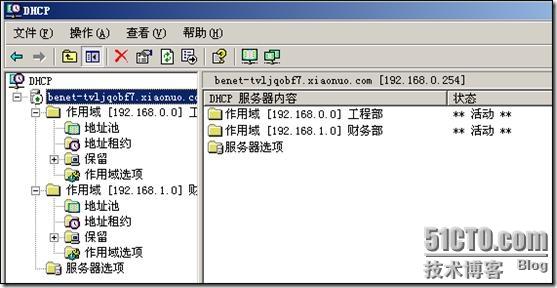 DHCP
文件(F) 操作(A) 查看(V) 帮助(H)
DHCP
benet-tvljqobf7.xiaonuo.co
作用域 [192.168.0.0] 工
地址池
地址租约
保留
作用域选项
作用域 [192.168.1.0] 财
地址池
地址租约
保留
作用域选项
服务器选项
benet-tvljqobf7.xiaonuo.com [192.168.0.254]
DHCP 服务器内容 状态
作用域 [192.168.0.0] 工程部 ** 活动 **
作用域 [192.168.1.0] 财务部 ** 活动 **
服务器选项
51CTO.com
技术博客 Blog